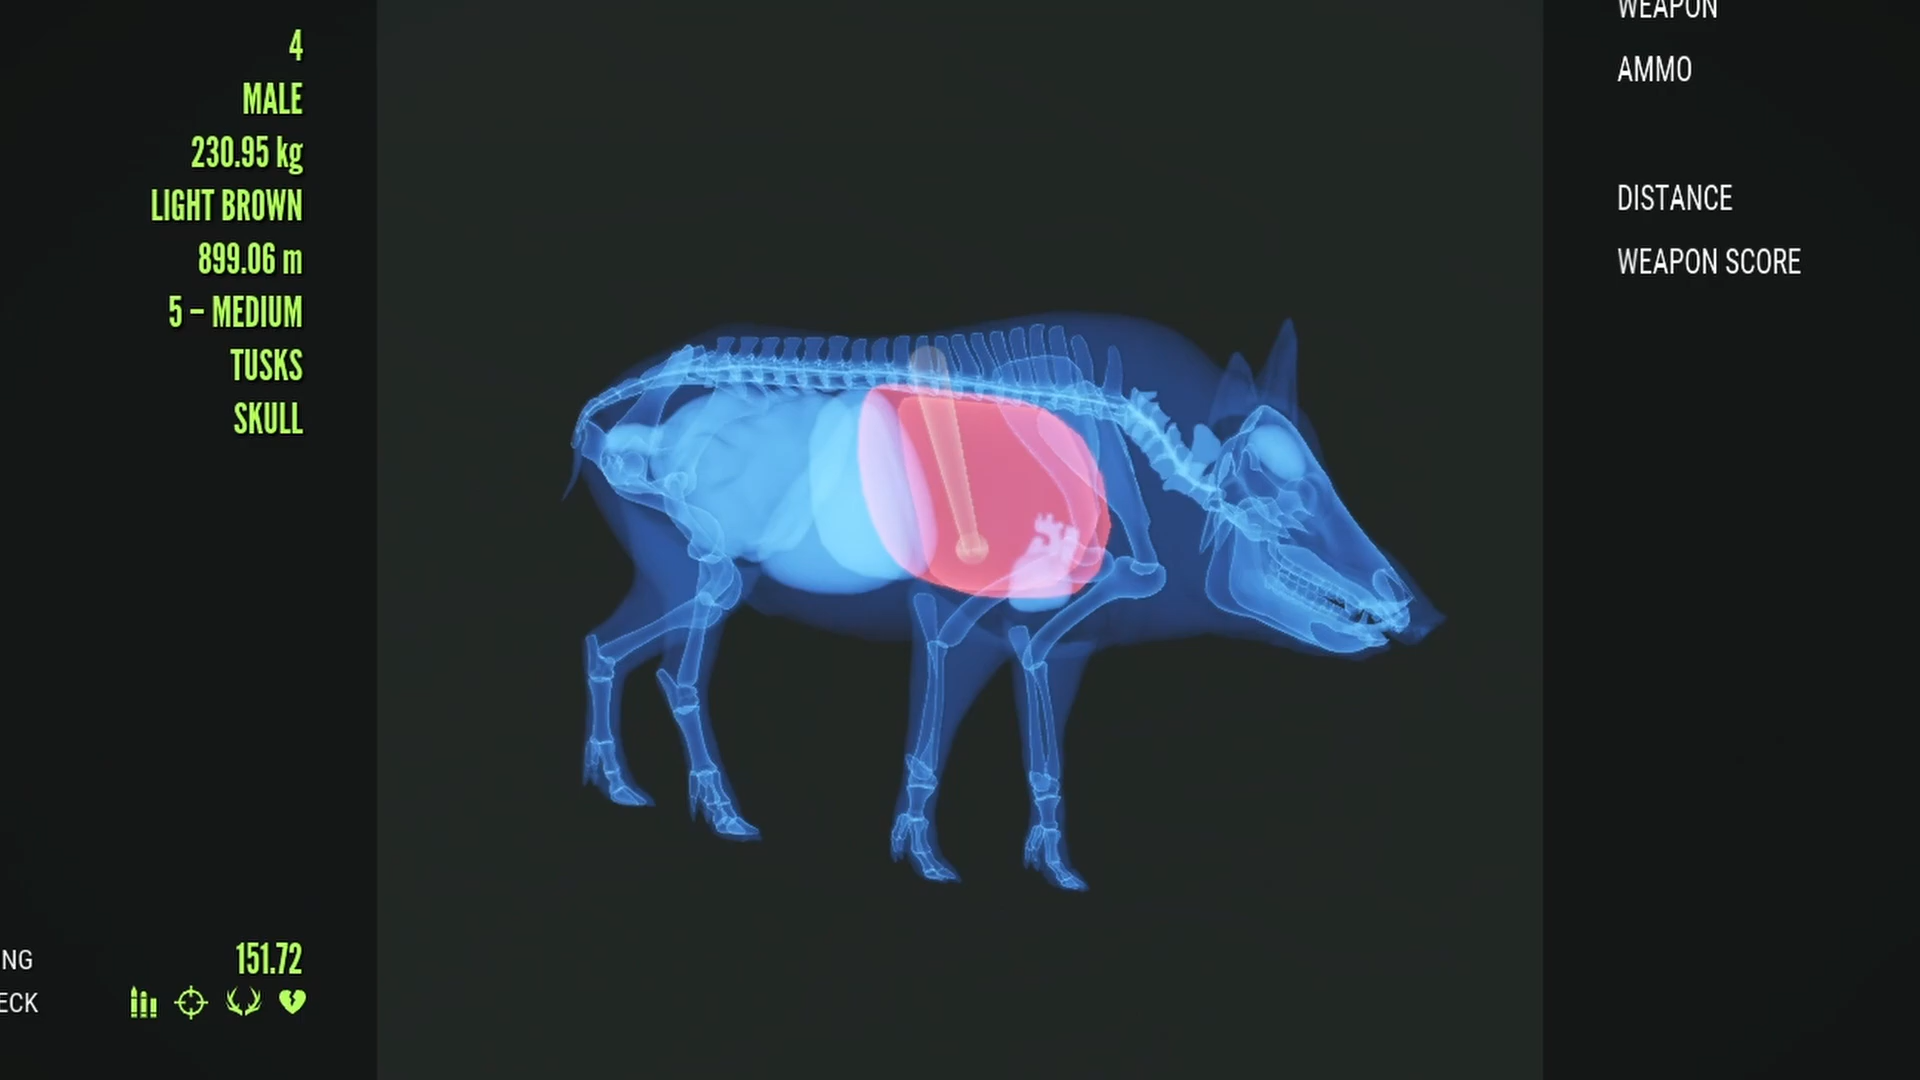 4
MALE
230.95 kg
LIGHT BROWN
899.06 m
5 – MEDIUM
TUSKS
SKULL
NG 151.72
ECK
WEAPON
AMMO
DISTANCE
WEAPON SCORE